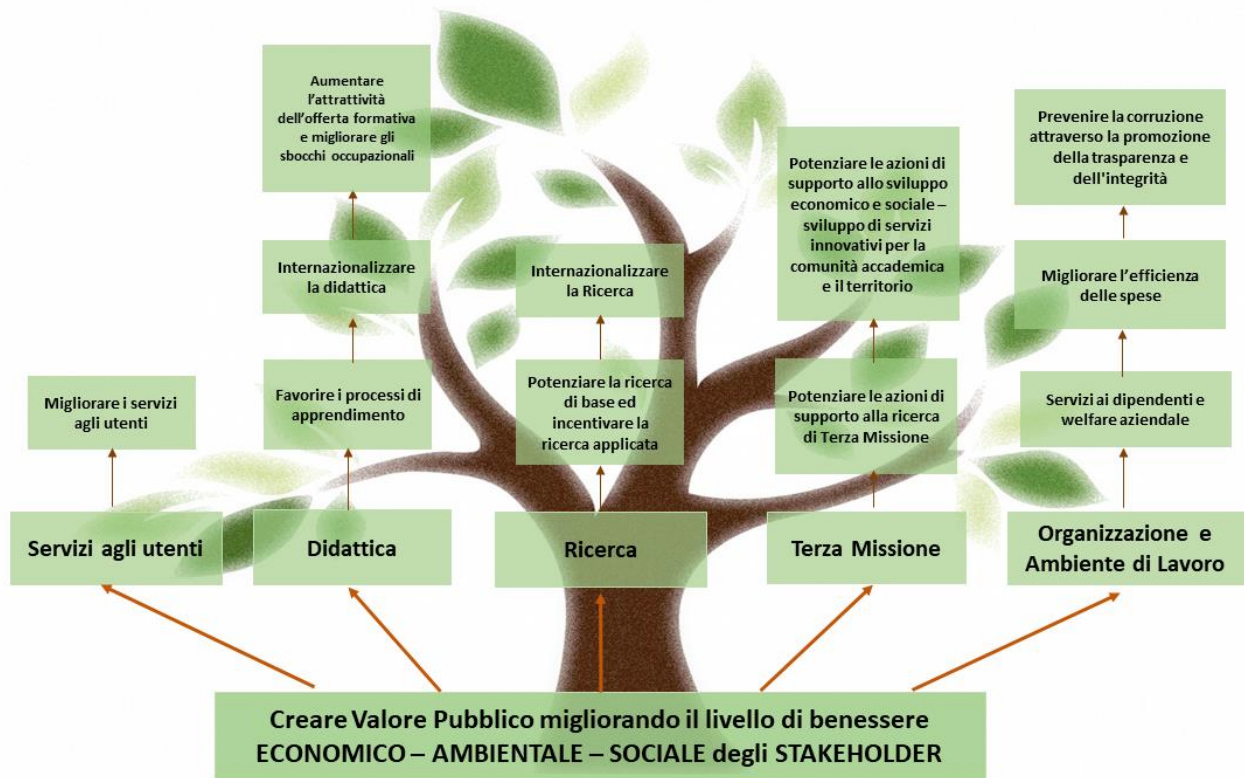 Aumentare
l'attrattività
dell'offerta formativa
e migliorare gli
sbocchi occupazionali
Internazionalizzare
la didattica
Favorire i processi di
apprendimento
Migliorare i servizi
agli utenti
Internazionalizzare
la Ricerca
Potenziare la ricerca
di base ed
incentivare la
ricerca applicata
Potenziare le azioni di
supporto allo sviluppo
economico e sociale –
sviluppo di servizi
innovativi per la
comunità accademica
e il territorio
Potenziare le azioni di
supporto alla ricerca
di Terza Missione
Prevenire la corruzione
attraverso la promozione
della trasparenza e
dell'integrità
Migliorare l'efficienza
delle spese
Servizi ai dipendenti e
welfare aziendale
Servizi agli utenti
Didattica
Ricerca
Terza Missione
Organizzazione e
Ambiente di Lavoro
Creare Valore Pubblico migliorando il livello di benessere
ECONOMICO – AMBIENTALE – SOCIALE degli STAKEHOLDER